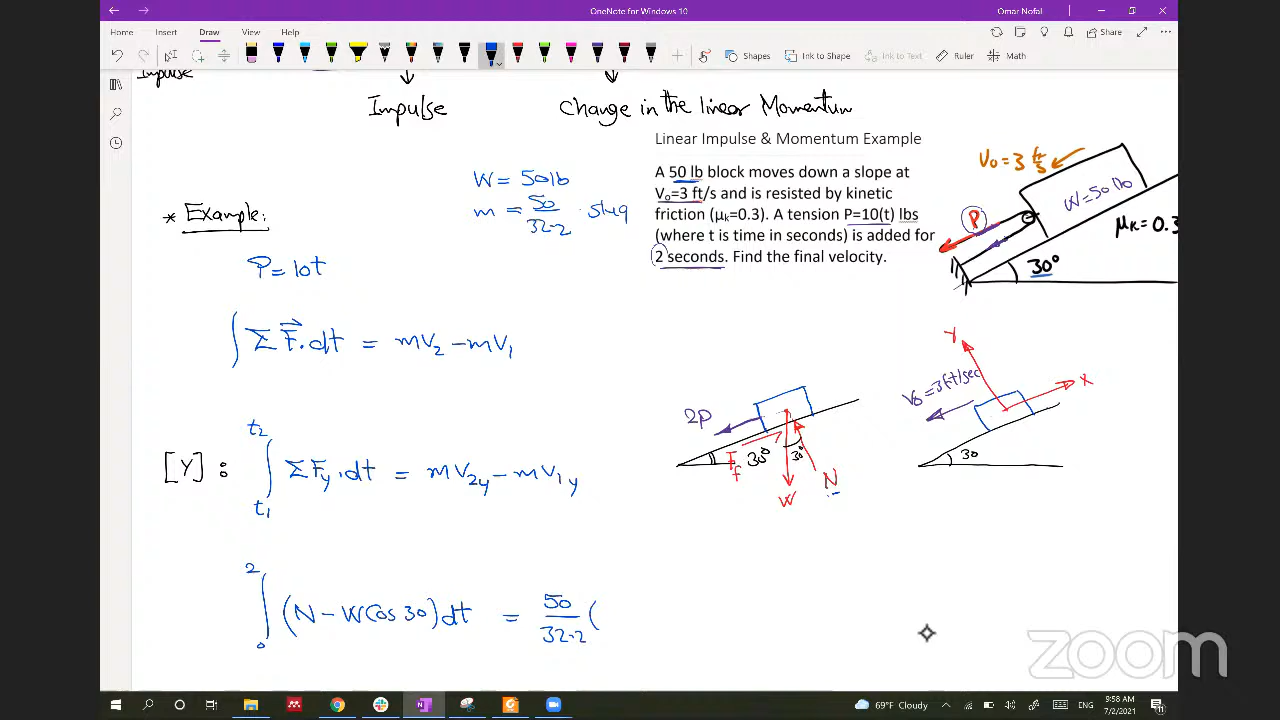 OneNote for Windows 10
Omar Nofal
Home Insert Draw View Help
Share
Shapes Ink to Shape Ink to Text Ruler Math
Impulse
Impulse
Change in the linear Momentum
Linear Impulse & Momentum Example
A 50 lb block moves down a slope at
V₀=3 ft/s and is resisted by kinetic
friction (μₖ=0.3). A tension P=10(t) lbs
(where t is time in seconds) is added for
2 seconds. Find the final velocity.
V₀ = 3 ft/s
W = 50 lb
P
μₖ = 0.3
30°
W = 50 lb
m = 50/32.2 . slug
* Example:
P = 10t
∫ Σ F⃗ . dt = mV₂ - mV₁
[Y] : ∫ t₁ t₂ ΣFy . dt = mV₂y - mV₁y
∫ 0 2 (N - W Cos 30) dt = 50/32.2 (
2P
Ff
30°
30°
W
N
Y
X
V₀ = 3 ft/sec
30
zoom
69°F Cloudy
ENG
9:58 AM
7/2/2021